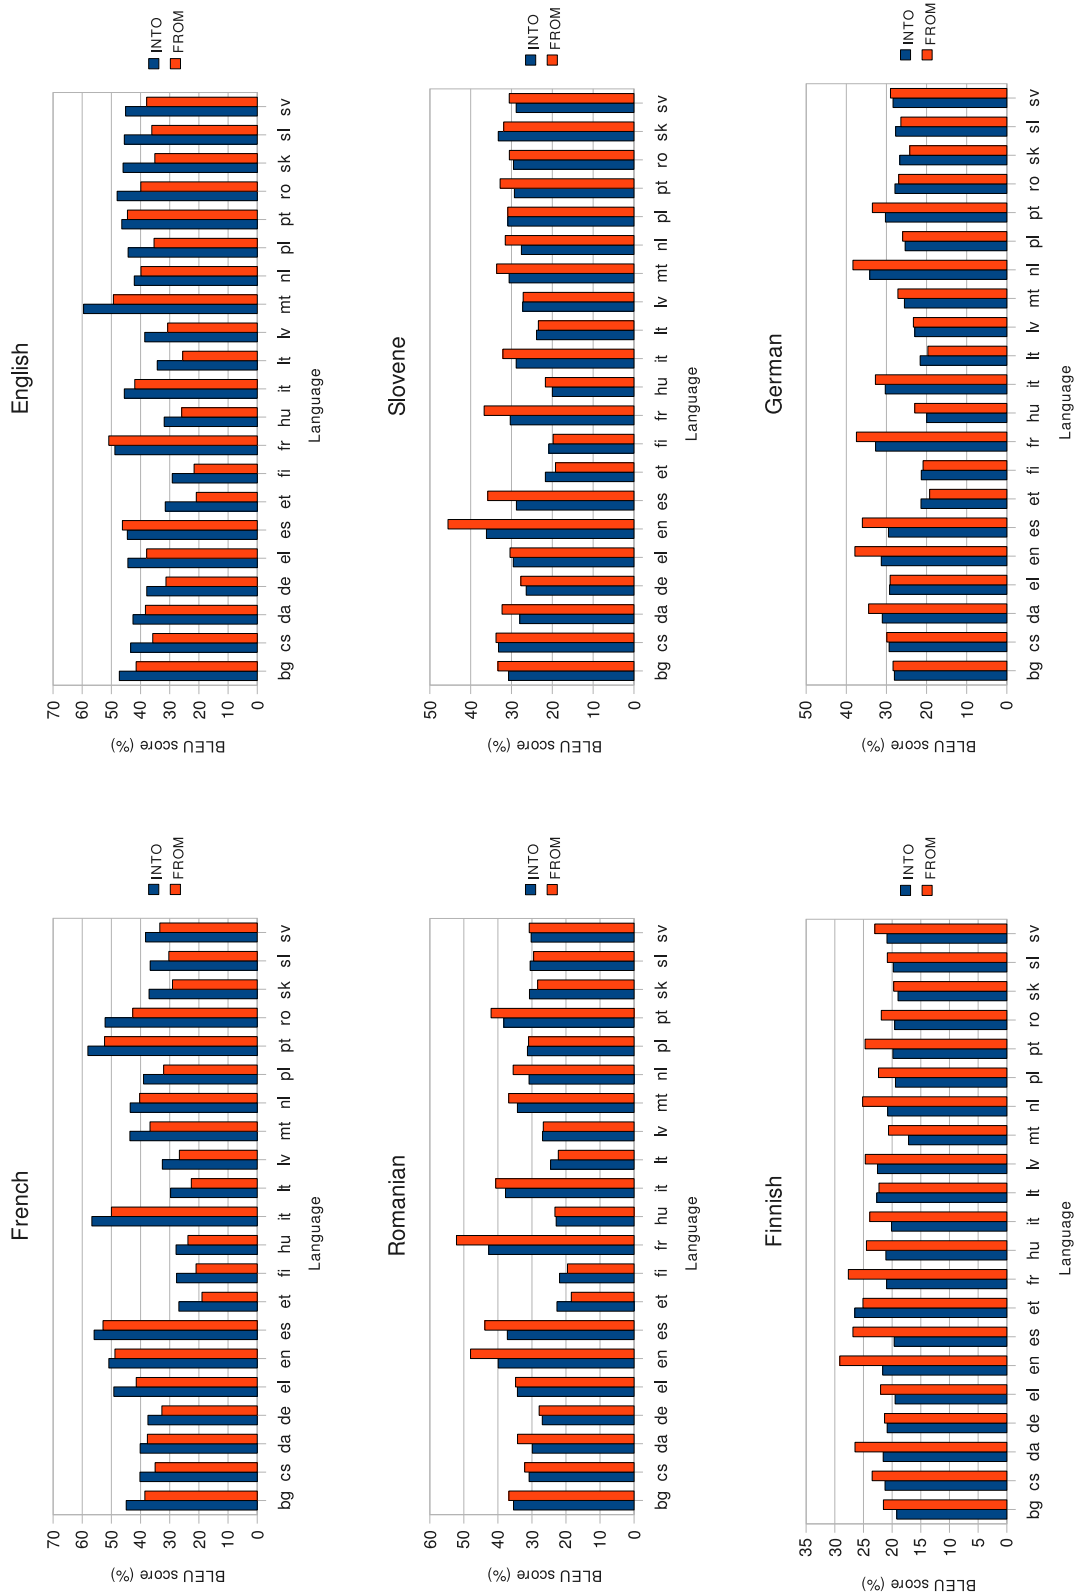 French
BLEU score (%)
70
60
50
40
30
20
10
0
bg cs da de el en es et fi hu it lt lv mt nl pl pt ro sk sl sv
Language
INTO
FROM
English
BLEU score (%)
70
60
50
40
30
20
10
0
bg cs da de el es et fi fr hu it lt lv mt nl pl pt ro sk sl sv
Language
INTO
FROM
Romanian
BLEU score (%)
60
50
40
30
20
10
0
bg cs da de el en es et fi fr hu it lt lv mt nl pl pt sk sl sv
Language
INTO
FROM
Slovene
BLEU score (%)
50
40
30
20
10
0
bg cs da de el en es et fi fr hu it lt lv mt nl pl pt ro sk sv
Language
INTO
FROM
Finnish
BLEU score (%)
35
30
25
20
15
10
5
0
bg cs da de el en es et fr hu it lt lv mt nl pl pt ro sk sl sv
Language
INTO
FROM
German
BLEU score (%)
50
40
30
20
10
0
bg cs da el en es et fi fr hu it lt lv mt nl pl pt ro sk sl sv
Language
INTO
FROM